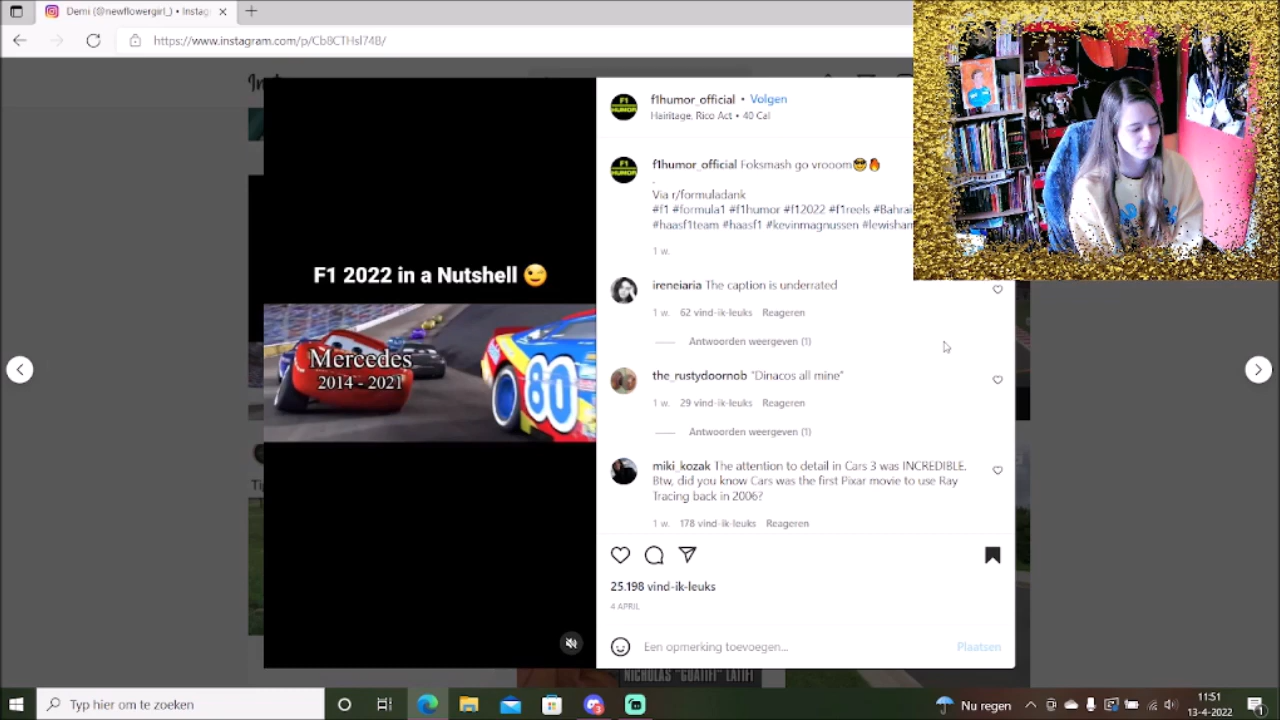 Demi (@newflowergirl_) • Instag
https://www.instagram.com/p/Cb8CTHsl748/
f1humor_official • Volgen
Hairitage, Rico Act • 40 Cal
F1 2022 in a Nutshell 😉
Mercedes
2014 - 2021
80
f1humor_official Foksmash go vrooom😎🔥
.
Via r/formuladank
#f1 #formula1 #f1humor #f12022 #f1reels #Bahrai
#haasf1team #haasf1 #kevinmagnussen #lewisham
1 w.
ireneiaria The caption is underrated
1 w. 62 vind-ik-leuks Reageren
Antwoorden weergeven (1)
the_rustydoornob "Dinacos all mine"
1 w. 29 vind-ik-leuks Reageren
Antwoorden weergeven (1)
miki_kozak The attention to detail in Cars 3 was INCREDIBLE.
Btw, did you know Cars was the first Pixar movie to use Ray
Tracing back in 2006?
1 w. 178 vind-ik-leuks Reageren
25.198 vind-ik-leuks
4 APRIL
Een opmerking toevoegen...
Plaatsen
NICHOLAS "GOATIFI" LATIFI
Typ hier om te zoeken
Nu regen
11:51
13-4-2022
1